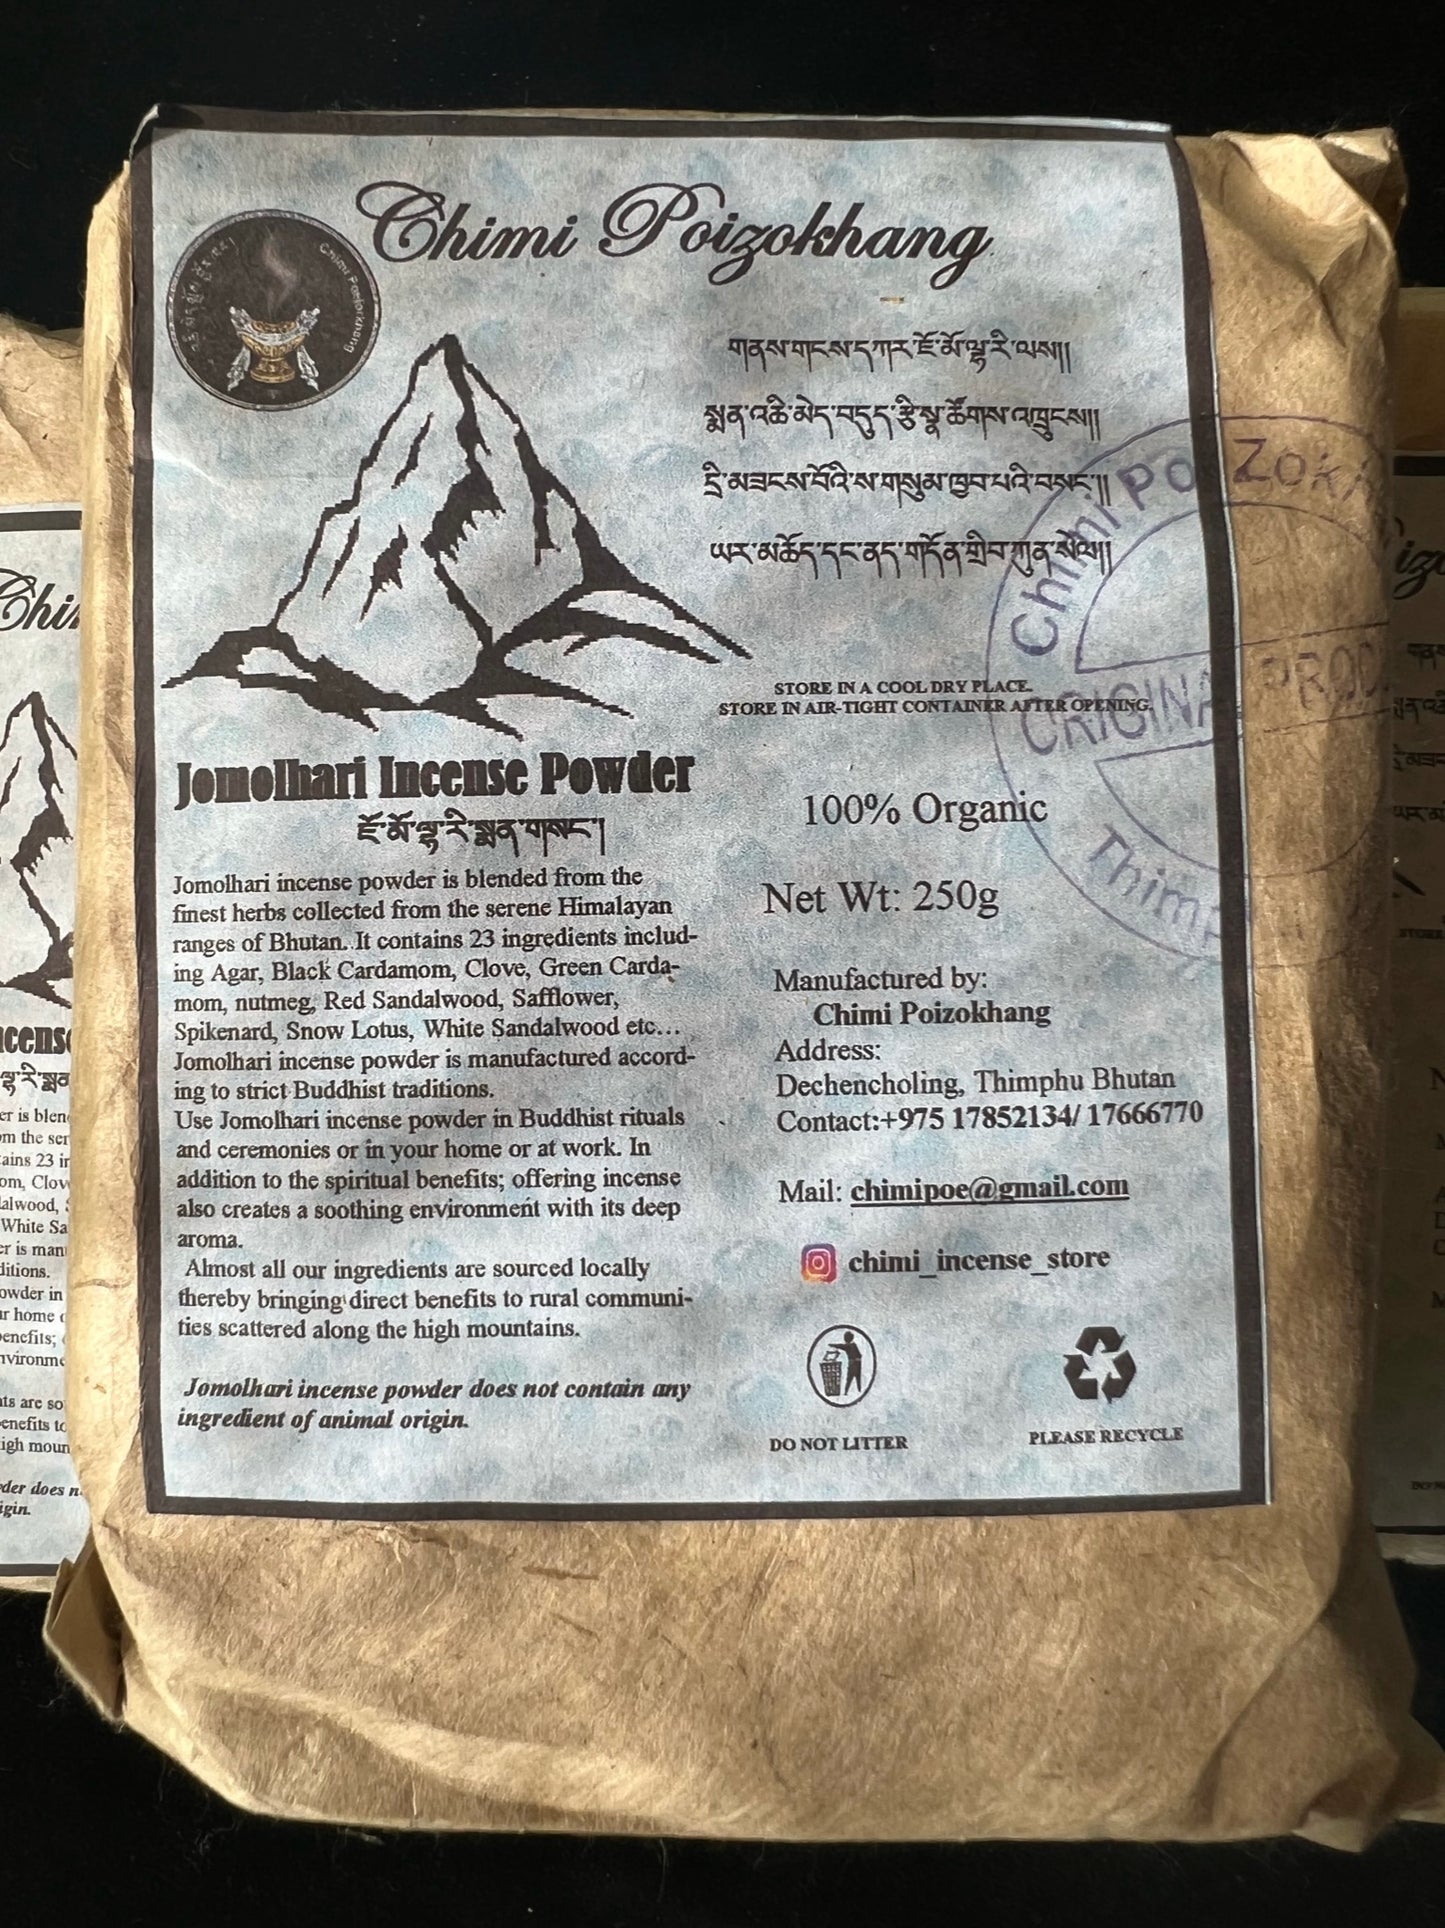 Chimi Poizokhang
གནས་གངས་དཀར་ཇོ་མོ་ལྷ་རི་ལས།།
སྨན་འཆི་མེད་བདུད་རྩི་སྣ་ཚོགས་འཁྲུངས།།
དྲི་མཟངས་པོའི་ས་གསུམ་ཁྱབ་པའི་བསང་།།
ཡར་མཆོད་དང་ནད་གདོན་གྲིབ་ཀུན་སེལ།།
STORE IN A COOL DRY PLACE.
STORE IN AIR-TIGHT CONTAINER AFTER OPENING.
Jomolhari Incense Powder
ཇོ་མོ་ལྷ་རི་སྨན་གསང་།
Jomolhari incense powder is blended from the
finest herbs collected from the serene Himalayan
ranges of Bhutan. It contains 23 ingredients includ-
ing Agar, Black Cardamom, Clove, Green Carda-
mom, nutmeg, Red Sandalwood, Safflower,
Spikenard, Snow Lotus, White Sandalwood etc…
Jomolhari incense powder is manufactured accord-
ing to strict Buddhist traditions.
Use Jomolhari incense powder in Buddhist rituals
and ceremonies or in your home or at work. In
addition to the spiritual benefits; offering incense
also creates a soothing environment with its deep
aroma.
Almost all our ingredients are sourced locally
thereby bringing direct benefits to rural communi-
ties scattered along the high mountains.
Jomolhari incense powder does not contain any
ingredient of animal origin.
100% Organic
Net Wt: 250g
Manufactured by:
Chimi Poizokhang
Address:
Dechencholing, Thimphu Bhutan
Contact:+975 17852134/ 17666770
Mail: chimipoe@gmail.com
chimi_incense_store
DO NOT LITTER
PLEASE RECYCLE
Chimi
ORIGINAL